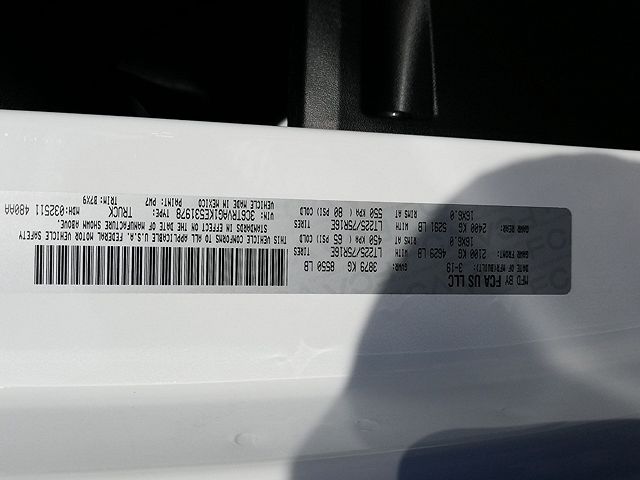 MFD BY FCA US LLC
DATE OF MFR(BUILT): 3-19 GVWR: 3879 KG 8550 LB
GAWR FRONT: 2100 KG 4629 LB WITH LT225/75R16E TIRES
16X6.0 RIMS AT 450 KPA( 65 PSI) COLD
GAWR REAR: 2400 KG 5291 LB WITH LT225/75R16E TIRES
16X6.0 RIMS AT 550 KPA( 80 PSI) COLD
THIS VEHICLE CONFORMS TO ALL APPLICABLE U.S.A. FEDERAL MOTOR VEHICLE SAFETY
STANDARDS IN EFFECT ON THE DATE OF MANUFACTURE SHOWN ABOVE.
VIN: 3C6TRVAG1KE531978 TYPE: TRUCK MDH:032511 480AA
VEHICLE MADE IN MEXICO PAINT: PW7 TRIM: B7X9